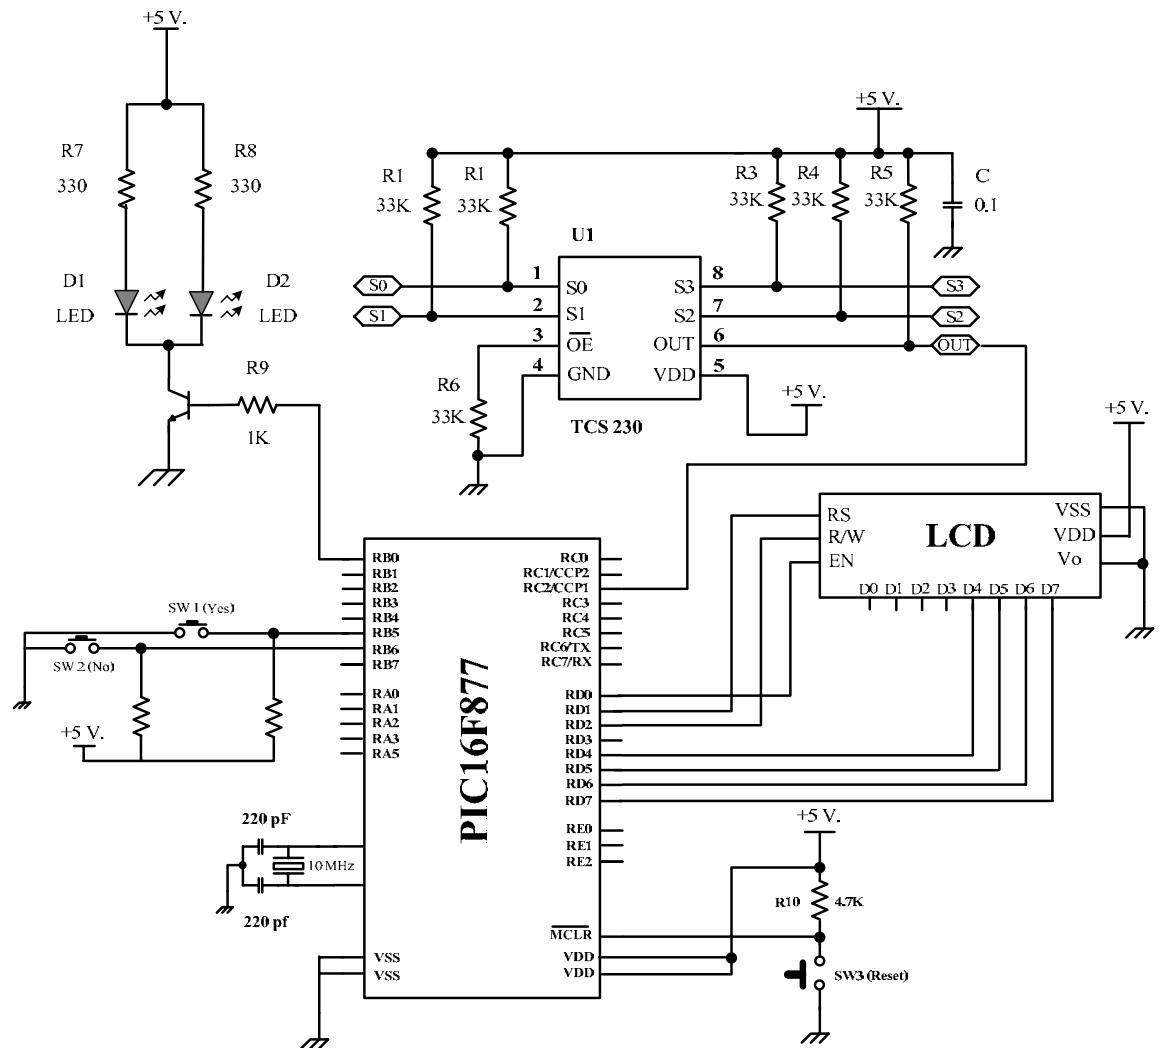 +5 V.
R7
330
R8
330
D1
LED
D2
LED
R9
1K
+5 V.
R1
33K
R1
33K
R3
33K
R4
33K
R5
33K
C
0.1
U1
S0
S1
1
2
3
4
S0
S1
OE
GND
S3
S2
OUT
VDD
8
7
6
5
S3
S2
OUT
R6
33K
TCS 230
+5 V.
+5 V.
LCD
RS
R/W
EN
VSS
VDD
Vo
D0 D1 D2 D3 D4 D5 D6 D7
SW 1 (Yes)
SW 2 (No)
+5 V.
220 pF
10 MHz
220 pf
PIC16F877
RB0
RB1
RB2
RB3
RB4
RB5
RB6
RB7
RA0
RA1
RA2
RA3
RA5
VSS
VSS
RC0
RC1/CCP2
RC2/CCP1
RC3
RC4
RC5
RC6/TX
RC7/RX
RD0
RD1
RD2
RD3
RD4
RD5
RD6
RD7
RE0
RE1
RE2
MCLR
VDD
VDD
+5 V.
R10
4.7K
SW3 (Reset)